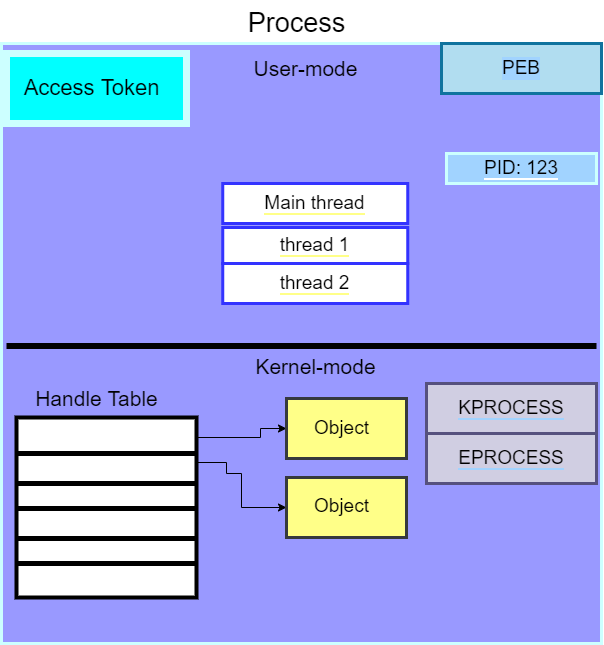 Process
User-mode
PEB
Access Token
PID: 123
Main thread
thread 1
thread 2
Kernel-mode
Handle Table
KPROCESS
Object
EPROCESS
Object